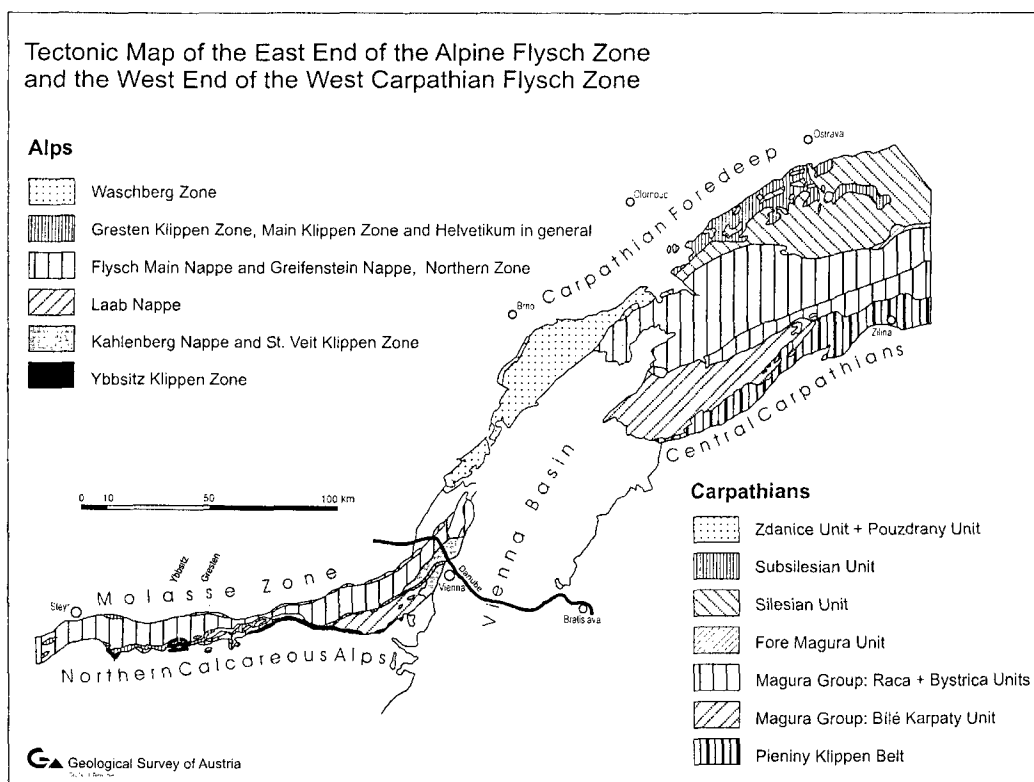 Tectonic Map of the East End of the Alpine Flysch Zone
and the West End of the West Carpathian Flysch Zone
Alps
Waschberg Zone
Gresten Klippen Zone, Main Klippen Zone and Helvetikum in general
Flysch Main Nappe and Greifenstein Nappe, Northern Zone
Laab Nappe
Kahlenberg Nappe and St. Veit Klippen Zone
Ybbsitz Klippen Zone
Ostrava
Olomouc
Carpathian Foredeep
Brno
Zilina
Central Carpathians
Vienna Basin
0 10 50 100 km
Ybbsitz
Gresten
Molasse Zone
Steyr
Vienna
Danube
Bratislava
Northern Calcareous Alps
Carpathians
Zdanice Unit + Pouzdrany Unit
Subsilesian Unit
Silesian Unit
Fore Magura Unit
Magura Group: Raca + Bystrica Units
Magura Group: Bílé Karpaty Unit
Pieniny Klippen Belt
Geological Survey of Austria